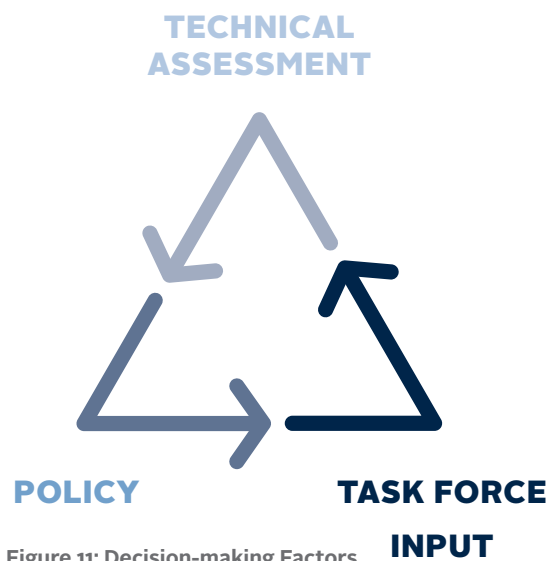 TECHNICAL
ASSESSMENT
POLICY
TASK FORCE
INPUT
Figure 11: Decision-making Factors